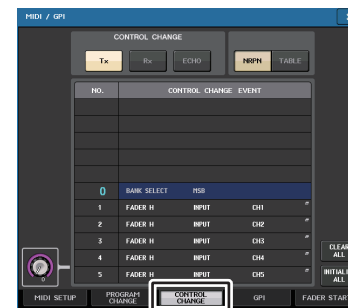 MIDI / GPI
CONTROL CHANGE
Tx Rx ECHO NRPN TABLE
NO. CONTROL CHANGE EVENT
0 BANK SELECT MSB
1 FADER H INPUT CH1
2 FADER H INPUT CH2
3 FADER H INPUT CH3
4 FADER H INPUT CH4
5 FADER H INPUT CH5
CLEAR
ALL
INITIALI
ALL
0
MIDI SETUP PROGRAM CHANGE CONTROL CHANGE GPI FADER START